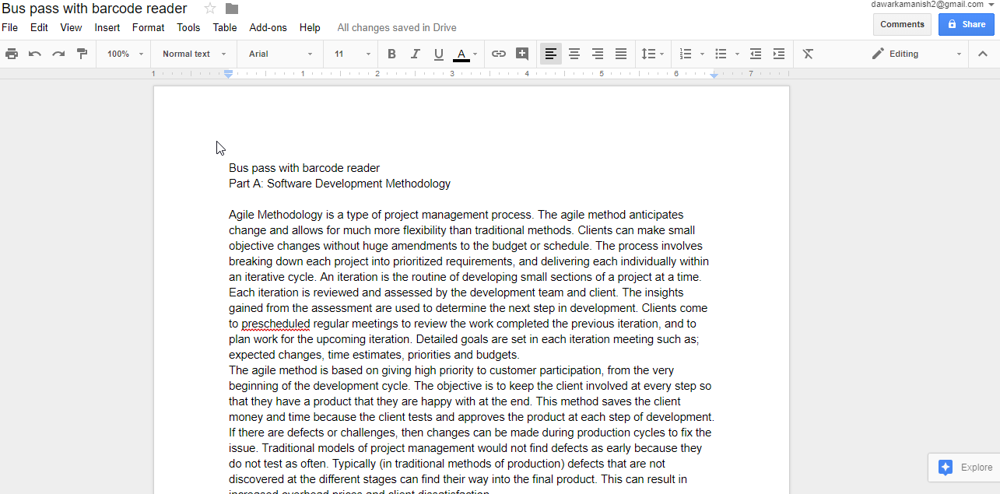 Bus pass with barcode reader
dawarkamanish2@gmail.com
File Edit View Insert Format Tools Table Add-ons Help All changes saved in Drive
Comments Share
100% Normal text Arial 11 B I U A Editing
1 1 2 3 4 5 6 7
Bus pass with barcode reader
Part A: Software Development Methodology
Agile Methodology is a type of project management process. The agile method anticipates
change and allows for much more flexibility than traditional methods. Clients can make small
objective changes without huge amendments to the budget or schedule. The process involves
breaking down each project into prioritized requirements, and delivering each individually within
an iterative cycle. An iteration is the routine of developing small sections of a project at a time.
Each iteration is reviewed and assessed by the development team and client. The insights
gained from the assessment are used to determine the next step in development. Clients come
to prescheduled regular meetings to review the work completed the previous iteration, and to
plan work for the upcoming iteration. Detailed goals are set in each iteration meeting such as;
expected changes, time estimates, priorities and budgets.
The agile method is based on giving high priority to customer participation, from the very
beginning of the development cycle. The objective is to keep the client involved at every step so
that they have a product that they are happy with at the end. This method saves the client
money and time because the client tests and approves the product at each step of development.
If there are defects or challenges, then changes can be made during production cycles to fix the
issue. Traditional models of project management would not find defects as early because they
do not test as often. Typically (in traditional methods of production) defects that are not
discovered at the different stages can find their way into the final product. This can result in
increased overhead prices and client dissatisfaction.
Explore